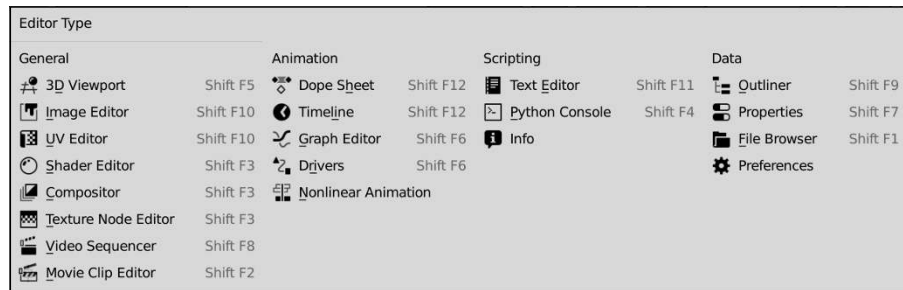 Editor Type
General
3D Viewport Shift F5
Image Editor Shift F10
UV Editor Shift F10
Shader Editor Shift F3
Compositor Shift F3
Texture Node Editor Shift F3
Video Sequencer Shift F8
Movie Clip Editor Shift F2
Animation
Dope Sheet Shift F12
Timeline Shift F12
Graph Editor Shift F6
Drivers Shift F6
Nonlinear Animation
Scripting
Text Editor Shift F11
Python Console Shift F4
Info
Data
Outliner Shift F9
Properties Shift F7
File Browser Shift F1
Preferences